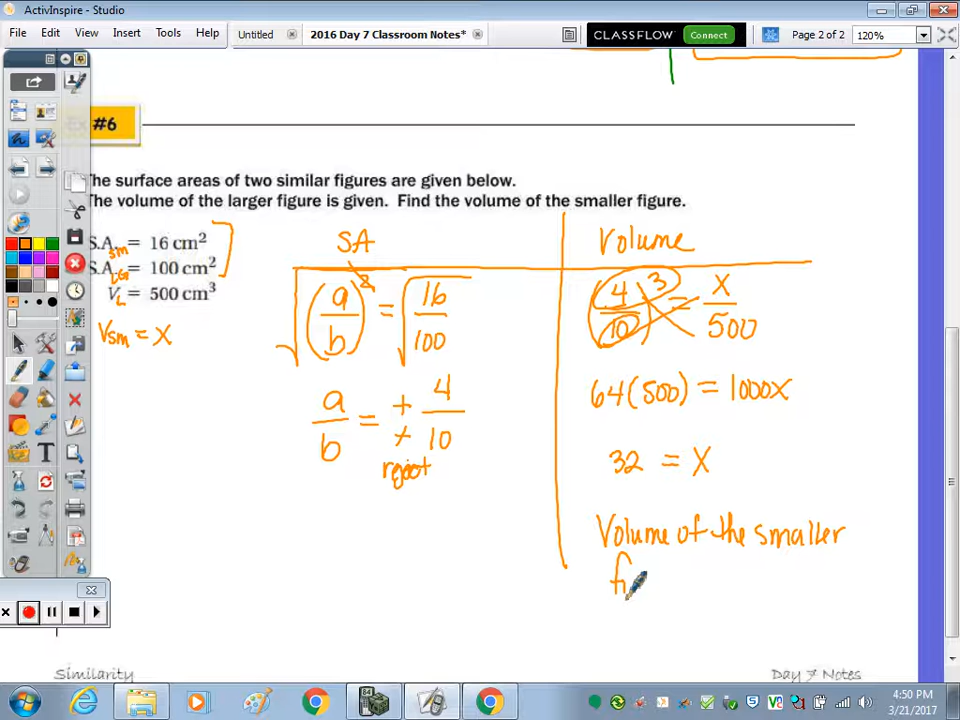 ActivInspire - Studio
File Edit View Insert Tools Help
Untitled
2016 Day 7 Classroom Notes*
CLASSFLOW Connect
Page 2 of 2
120%
#6
The surface areas of two similar figures are given below.
The volume of the larger figure is given. Find the volume of the smaller figure.
S.A.sm = 16 cm²
S.A.LG = 100 cm²
VL = 500 cm³
Vsm = x
SA
√(a/b)² = √16/100
a/b = ± 4/10
reject
Volume
(4/10)³ = x/500
64(500) = 1000x
32 = x
Volume of the smaller
fi
Similarity
Day 7 Notes
4:50 PM
3/21/2017